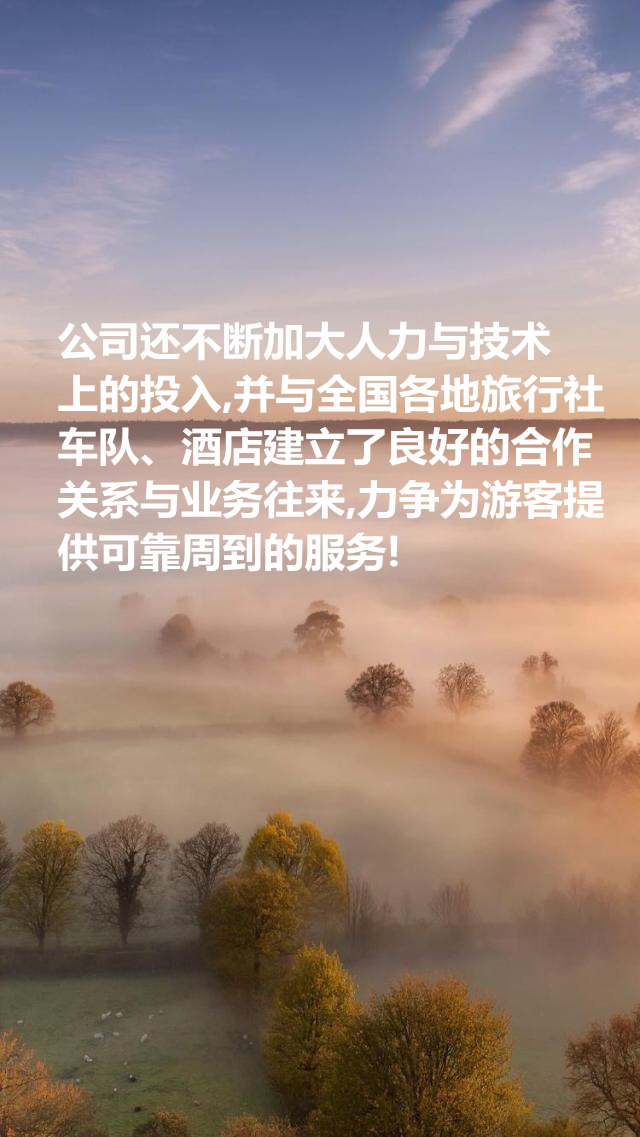 公司还不断加大人力与技术
上的投入,并与全国各地旅行社
车队、酒店建立了良好的合作
关系与业务往来,力争为游客提
供可靠周到的服务!